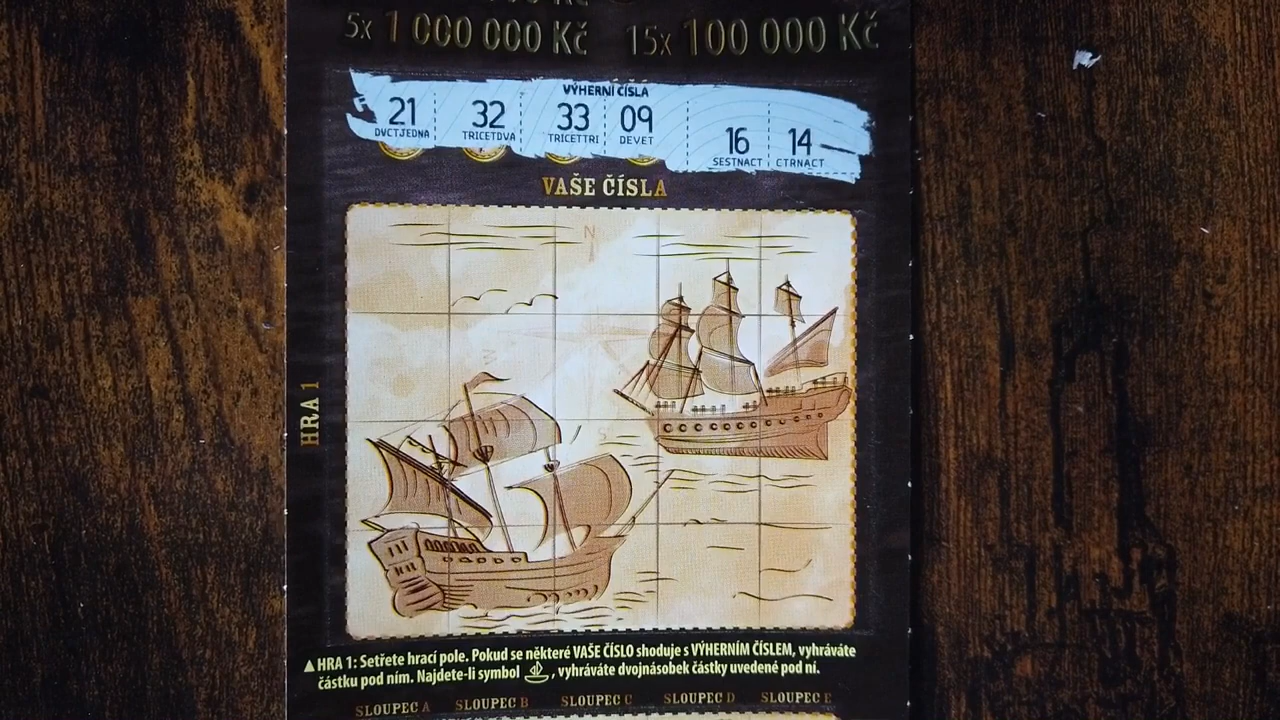 5x 1 000 000 Kč 15x 100 000 Kč
VÝHERNÍ ČÍSLA
21 32 33 09 16 14
DVCTJEDNA TRICETDVA TRICETTRI DEVET SESTNACT CTRNACT
VAŠE ČÍSLA
N
W
HRA 1
▲HRA 1: Setřete hrací pole. Pokud se některé VAŠE ČÍSLO shoduje s VÝHERNÍM ČÍSLEM, vyhráváte
částku pod ním. Najdete-li symbol , vyhráváte dvojnásobek částky uvedené pod ní.
SLOUPEC A SLOUPEC B SLOUPEC C SLOUPEC D SLOUPEC E